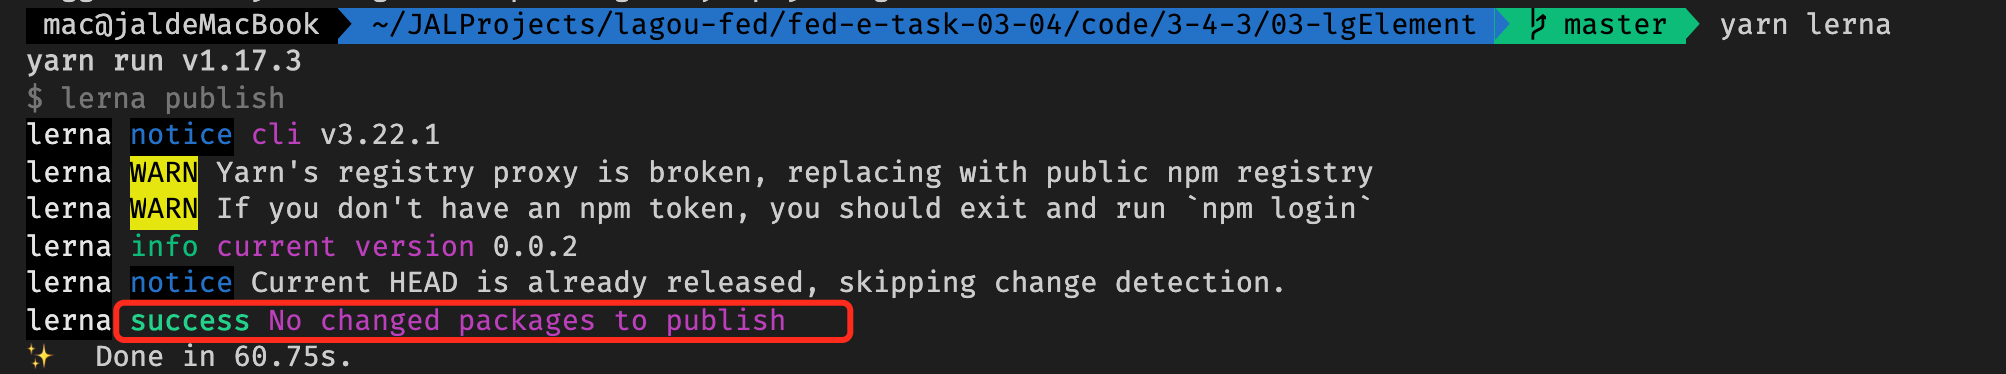 mac@jaldeMacBook ~/JALProjects/lagou-fed/fed-e-task-03-04/code/3-4-3/03-lgElement master yarn lerna
yarn run v1.17.3
$ lerna publish
lerna notice cli v3.22.1
lerna WARN Yarn's registry proxy is broken, replacing with public npm registry
lerna WARN If you don't have an npm token, you should exit and run `npm login`
lerna info current version 0.0.2
lerna notice Current HEAD is already released, skipping change detection.
lerna success No changed packages to publish
✨ Done in 60.75s.